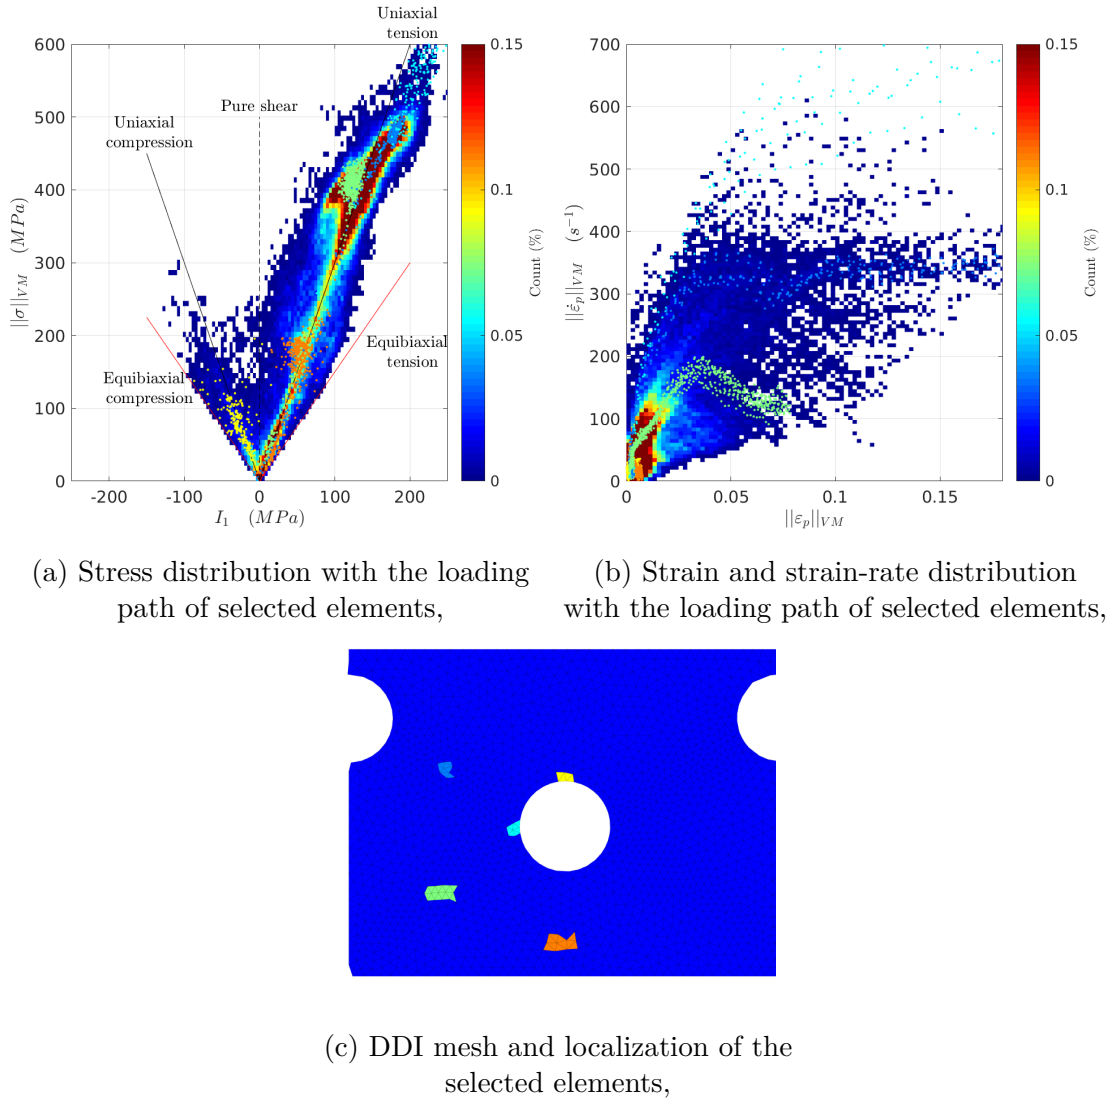 Uniaxial
tension
600
500
400
300
200
100
0
||σ||_{VM} (MPa)
Pure shear
Uniaxial
compression
Equibiaxial
compression
Equibiaxial
tension
-200
-100
0
100
200
I_1 (MPa)
0.15
0.1
0.05
0
Count (%)
700
600
500
400
300
200
100
0
||ε̇_p||_{VM} (s^{-1})
0
0.05
0.1
0.15
||ε_p||_{VM}
0.15
0.1
0.05
0
Count (%)
(a) Stress distribution with the loading
path of selected elements,
(b) Strain and strain-rate distribution
with the loading path of selected elements,
(c) DDI mesh and localization of the
selected elements,